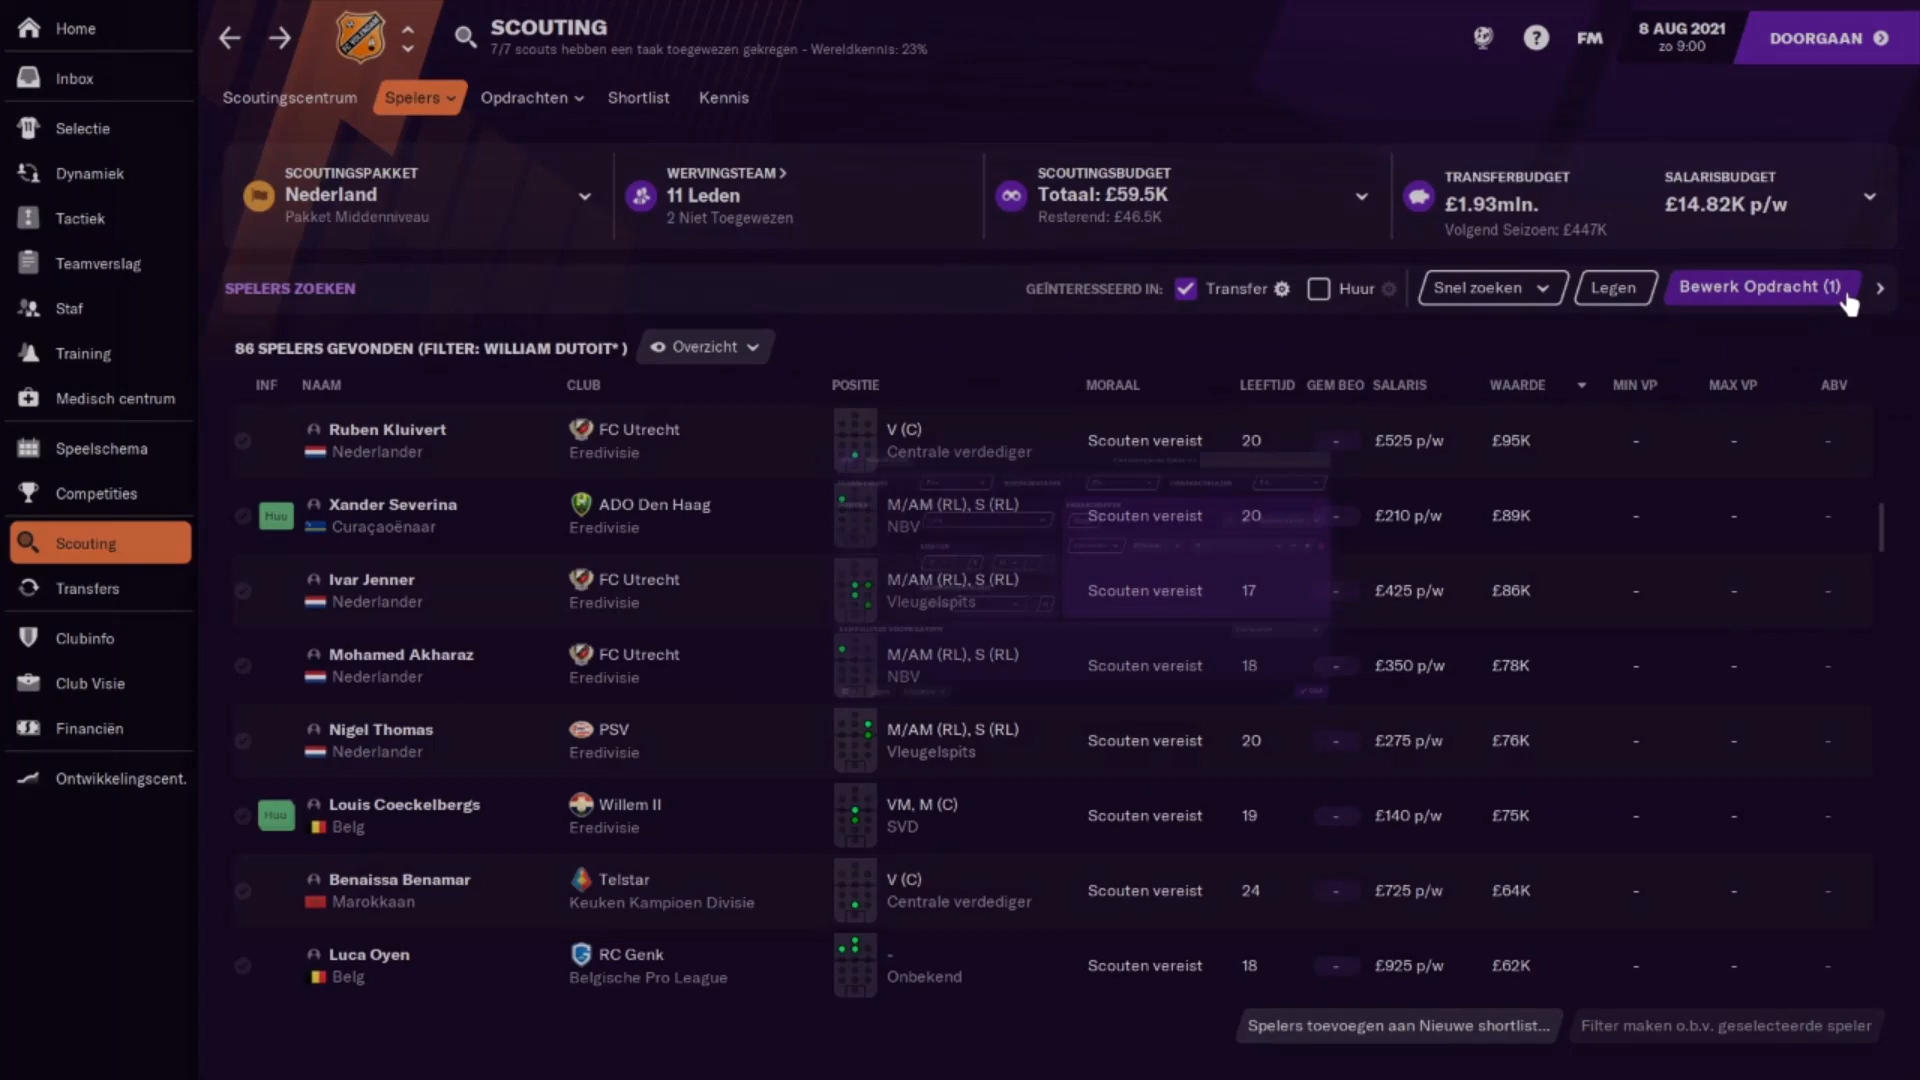 Home
Inbox
Selectie
Dynamiek
Tactiek
Teamverslag
Staf
Training
Medisch centrum
Speelschema
Competities
Scouting
Transfers
Clubinfo
Club Visie
Financiën
Ontwikkelingscent.
SCOUTING
7/7 scouts hebben een taak toegewezen gekregen - Wereldkennis: 23%
FM
8 AUG 2021
zo 9:00
DOORGAAN
Scoutingscentrum
Spelers
Opdrachten
Shortlist
Kennis
SCOUTINGSPAKKET
Nederland
Pakket Middenniveau
WERVINGSTEAM >
11 Leden
2 Niet Toegewezen
SCOUTINGSBUDGET
Totaal: £59.5K
Resterend: £46.5K
TRANSFERBUDGET
£1.93mln.
Volgend Seizoen: £447K
SALARISBUDGET
£14.82K p/w
SPELERS ZOEKEN
GEÏNTERESSEERD IN: Transfer Huur
Snel zoeken
Legen
Bewerk Opdracht (1)
86 SPELERS GEVONDEN (FILTER: WILLIAM DUTOIT* )
Overzicht
INF NAAM CLUB POSITIE MORAAL LEEFTIJD GEM BEO SALARIS WAARDE MIN VP MAX VP ABV
Ruben Kluivert FC Utrecht V (C)
Nederlander Eredivisie Centrale verdediger
Scouten vereist 20 - £525 p/w £95K - - -
Huu Xander Severina ADO Den Haag M/AM (RL), S (RL)
Curaçaoënaar Eredivisie NBV
Scouten vereist 20 - £210 p/w £89K - - -
Ivar Jenner FC Utrecht M/AM (RL), S (RL)
Nederlander Eredivisie Vleugelspits
Scouten vereist 17 - £425 p/w £86K - - -
Mohamed Akharaz FC Utrecht M/AM (RL), S (RL)
Nederlander Eredivisie NBV
Scouten vereist 18 - £350 p/w £78K - - -
Nigel Thomas PSV M/AM (RL), S (RL)
Nederlander Eredivisie Vleugelspits
Scouten vereist 20 - £275 p/w £76K - - -
Huu Louis Coeckelbergs Willem II VM, M (C)
Belg Eredivisie SVD
Scouten vereist 19 - £140 p/w £75K - - -
Benaissa Benamar Telstar V (C)
Marokkaan Keuken Kampioen Divisie Centrale verdediger
Scouten vereist 24 - £725 p/w £64K - - -
Luca Oyen RC Genk -
Belg Belgische Pro League Onbekend
Scouten vereist 18 - £925 p/w £62K - - -
Spelers toevoegen aan Nieuwe shortlist...
Filter maken o.b.v. geselecteerde speler